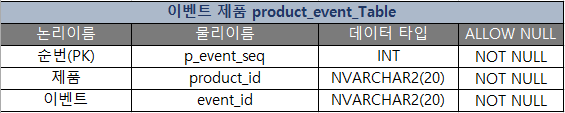 이벤트 제품 product_event_Table
논리이름 물리이름 데이터 타입 ALLOW NULL
순번(PK) p_event_seq INT NOT NULL
제품 product_id NVARCHAR2(20) NOT NULL
이벤트 event_id NVARCHAR2(20) NOT NULL